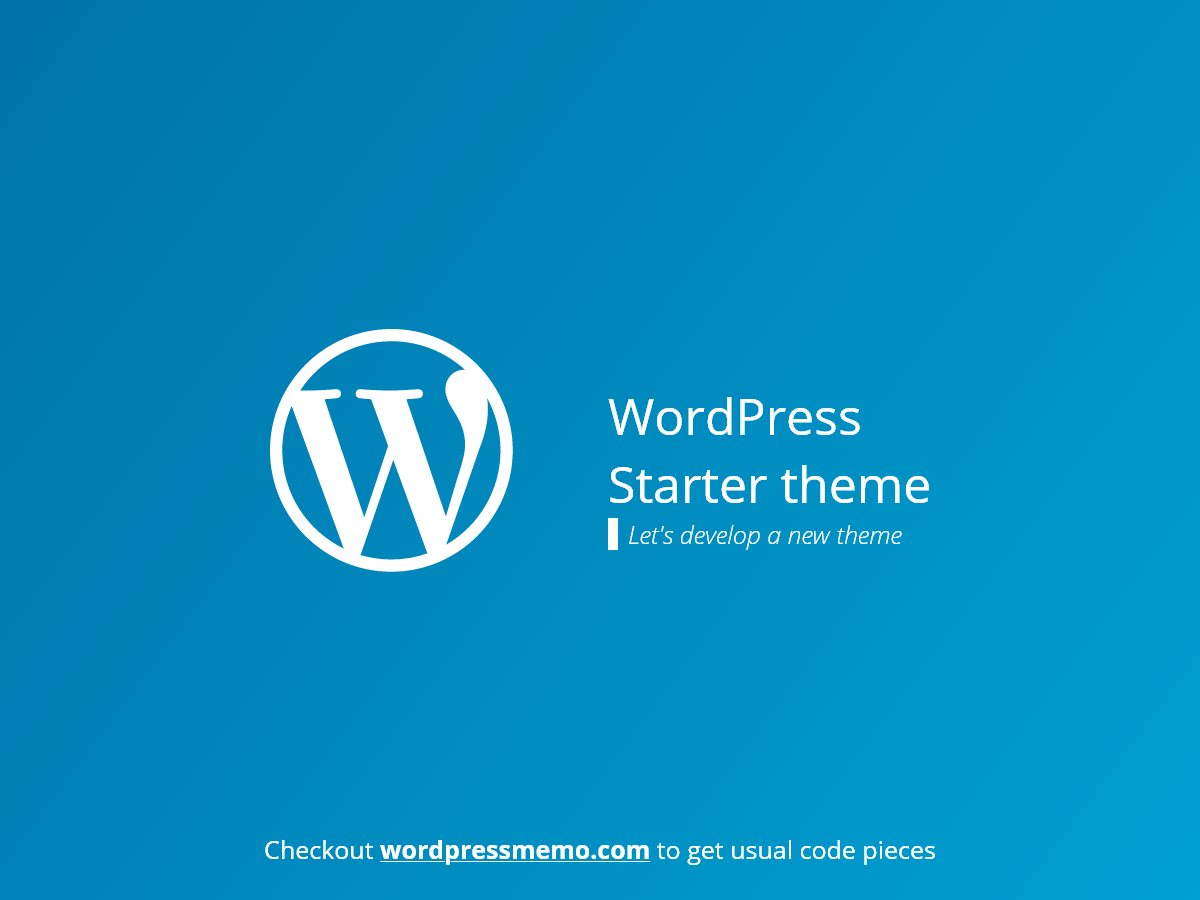 WordPress
Starter theme
Let's develop a new theme
Checkout wordpressmemo.com to get usual code pieces